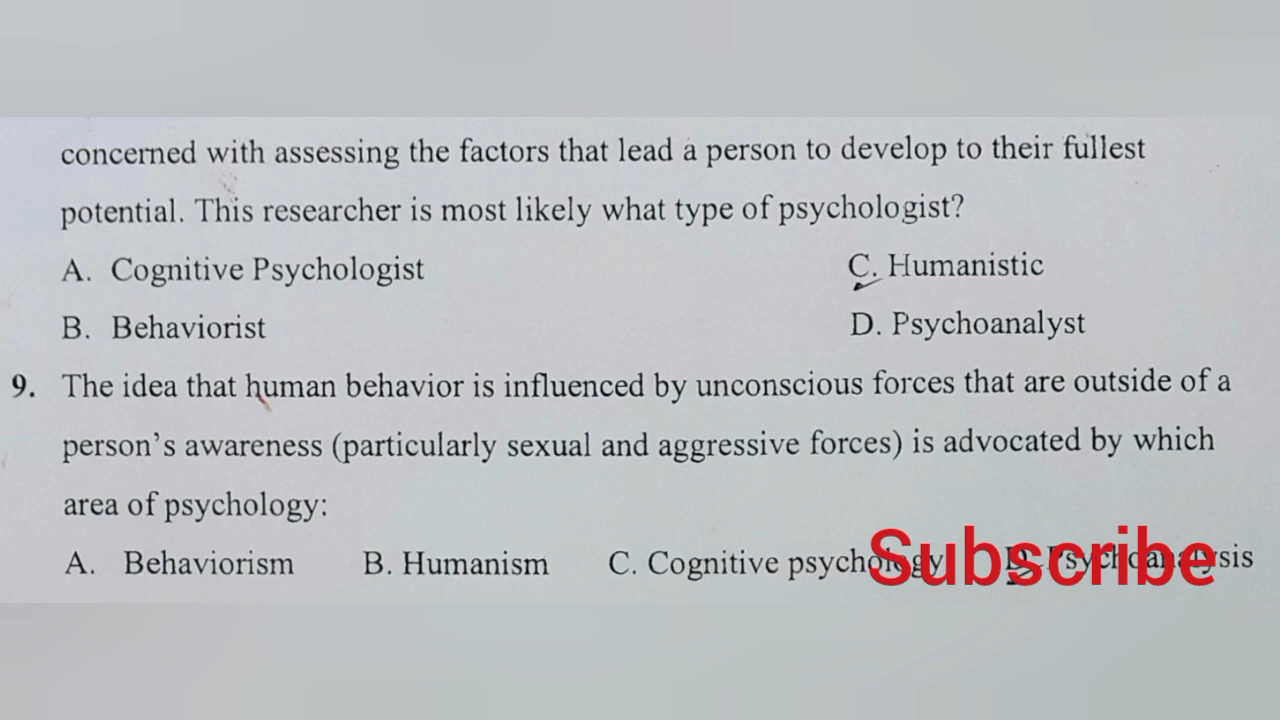 concerned with assessing the factors that lead a person to develop to their fullest
potential. This researcher is most likely what type of psychologist?
A. Cognitive Psychologist C. Humanistic
B. Behaviorist D. Psychoanalyst
9. The idea that human behavior is influenced by unconscious forces that are outside of a
person's awareness (particularly sexual and aggressive forces) is advocated by which
area of psychology:
A. Behaviorism B. Humanism C. Cognitive psychology D. Psychoanalysis
Subscribe